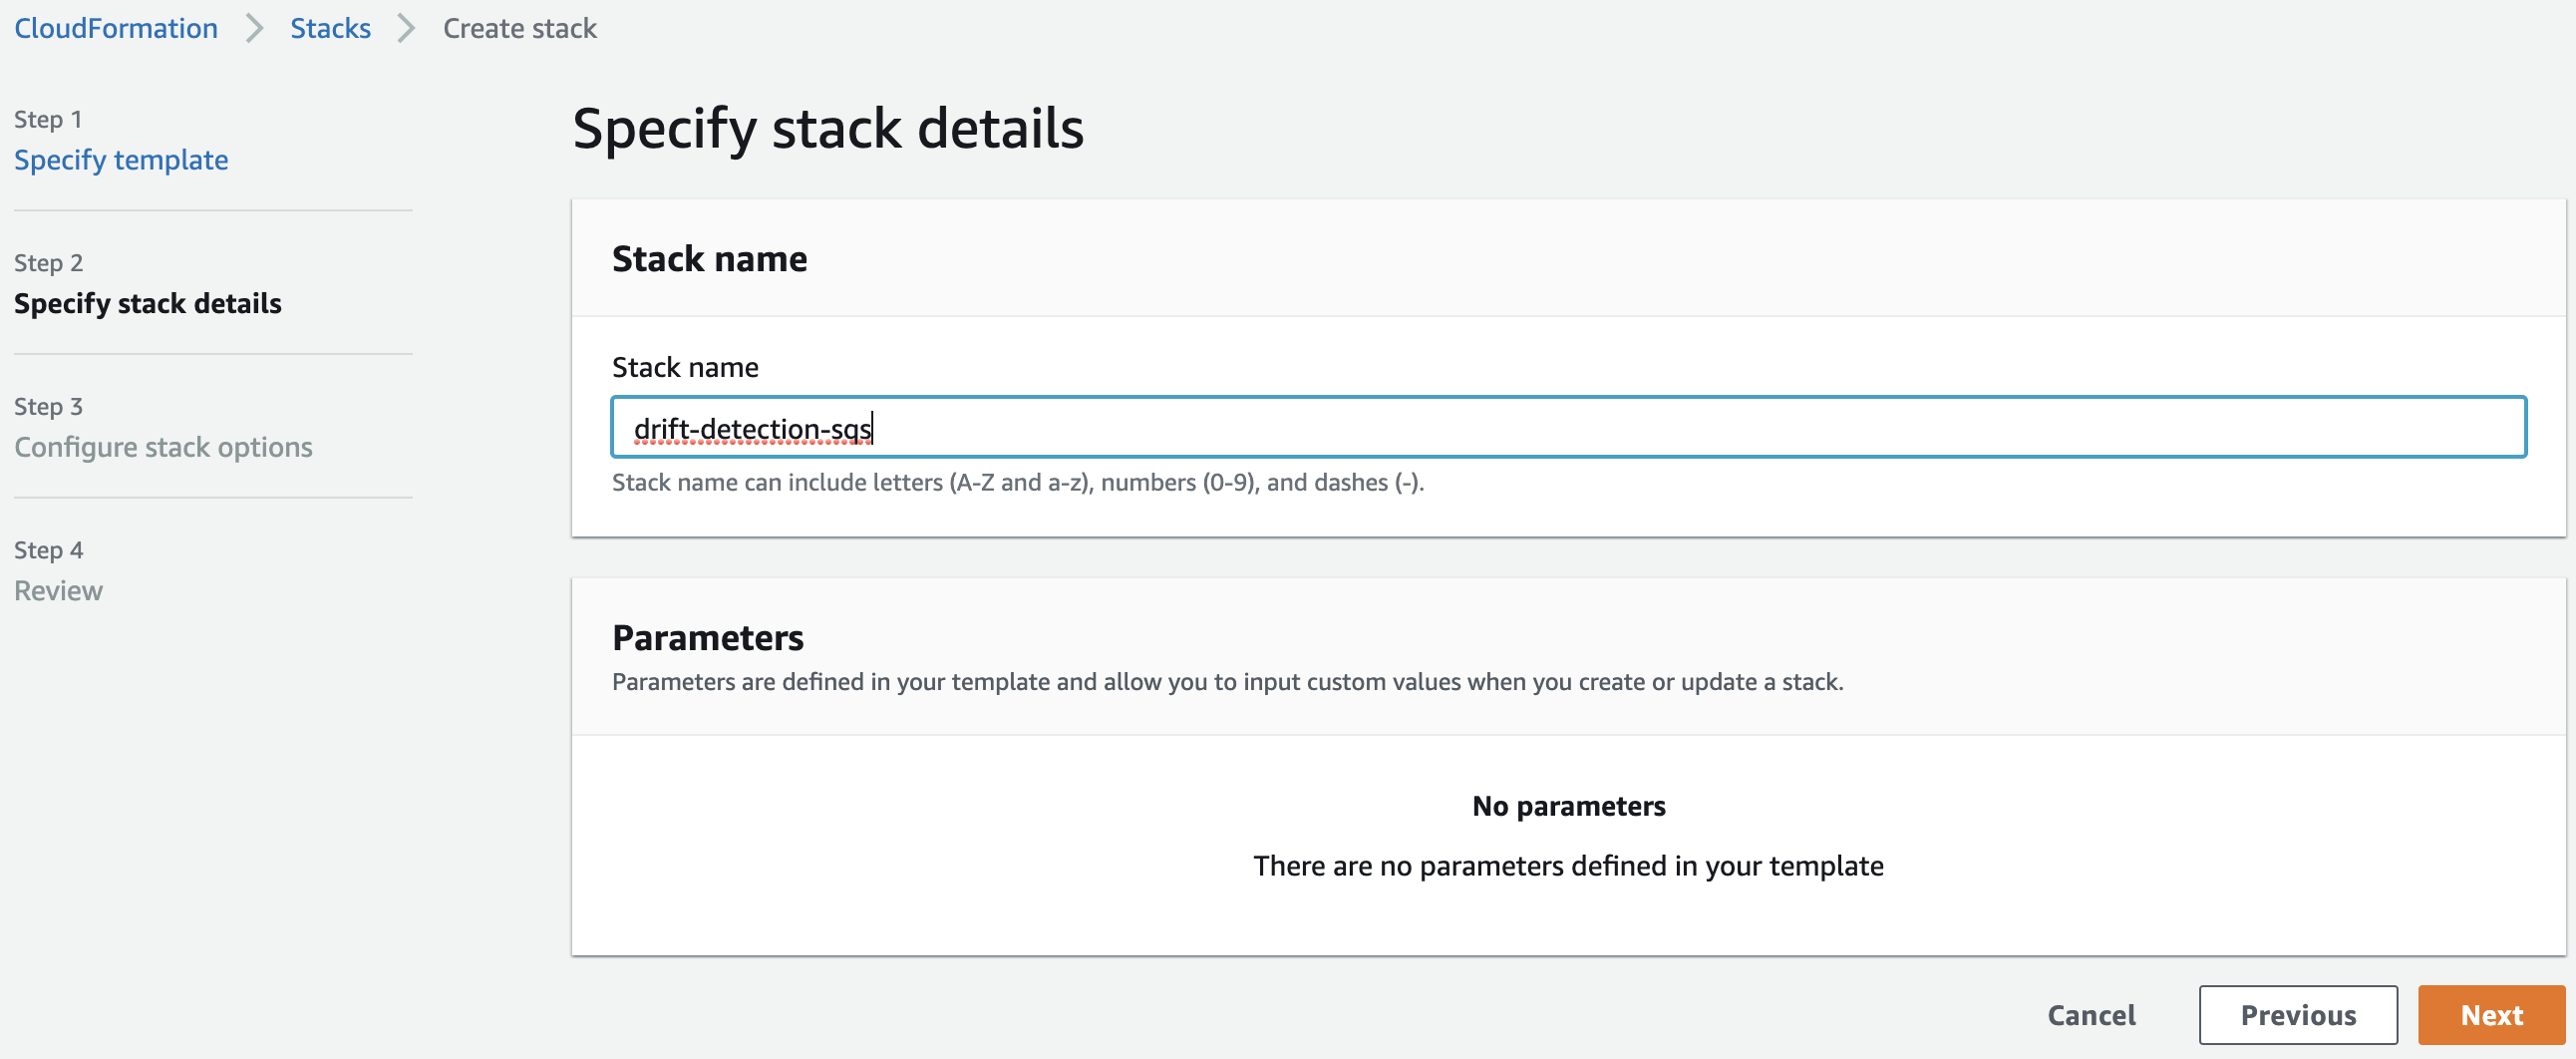 CloudFormation > Stacks > Create stack
Step 1
Specify template
Step 2
Specify stack details
Step 3
Configure stack options
Step 4
Review
Specify stack details
Stack name
Stack name
drift-detection-sqs
Stack name can include letters (A-Z and a-z), numbers (0-9), and dashes (-).
Parameters
Parameters are defined in your template and allow you to input custom values when you create or update a stack.
No parameters
There are no parameters defined in your template
Cancel Previous Next